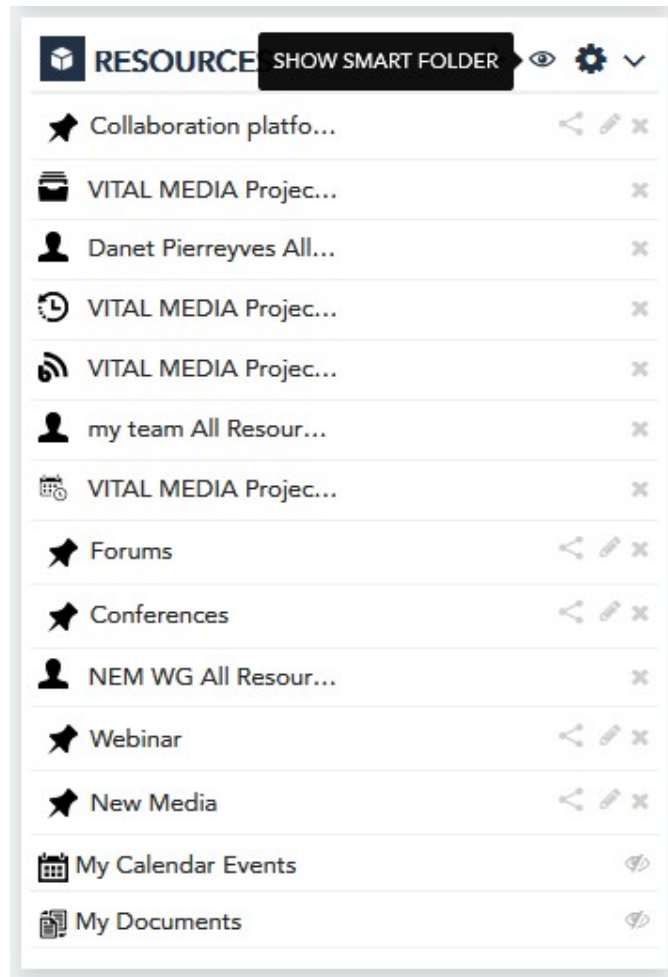 RESOURCES
SHOW SMART FOLDER
Collaboration platfo...
VITAL MEDIA Projec...
Danet Pierreyves All...
VITAL MEDIA Projec...
VITAL MEDIA Projec...
my team All Resour...
VITAL MEDIA Projec...
Forums
Conferences
NEM WG All Resour...
Webinar
New Media
My Calendar Events
My Documents